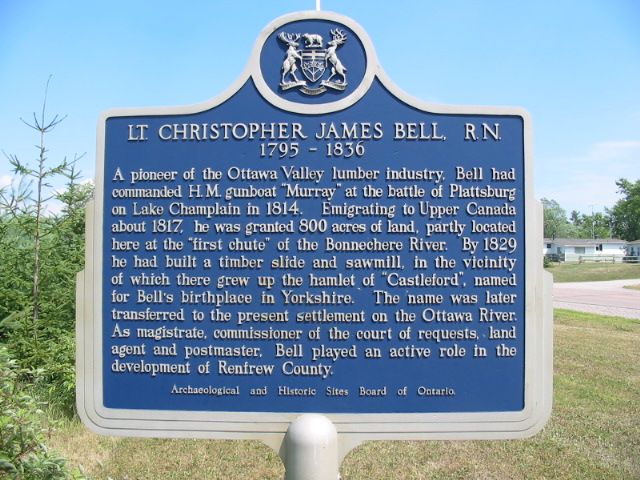 LT. CHRISTOPHER JAMES BELL, R.N.
1795 - 1836
A pioneer of the Ottawa Valley lumber industry, Bell had
commanded H.M. gunboat "Murray" at the battle of Plattsburg
on Lake Champlain in 1814. Emigrating to Upper Canada
about 1817, he was granted 800 acres of land, partly located
here at the "first chute" of the Bonnechere River. By 1829
he had built a timber slide and sawmill, in the vicinity
of which there grew up the hamlet of "Castleford", named
for Bell's birthplace in Yorkshire. The name was later
transferred to the present settlement on the Ottawa River.
As magistrate, commissioner of the court of requests, land
agent and postmaster, Bell played an active role in the
development of Renfrew County.
Archaeological and Historic Sites Board of Ontario.